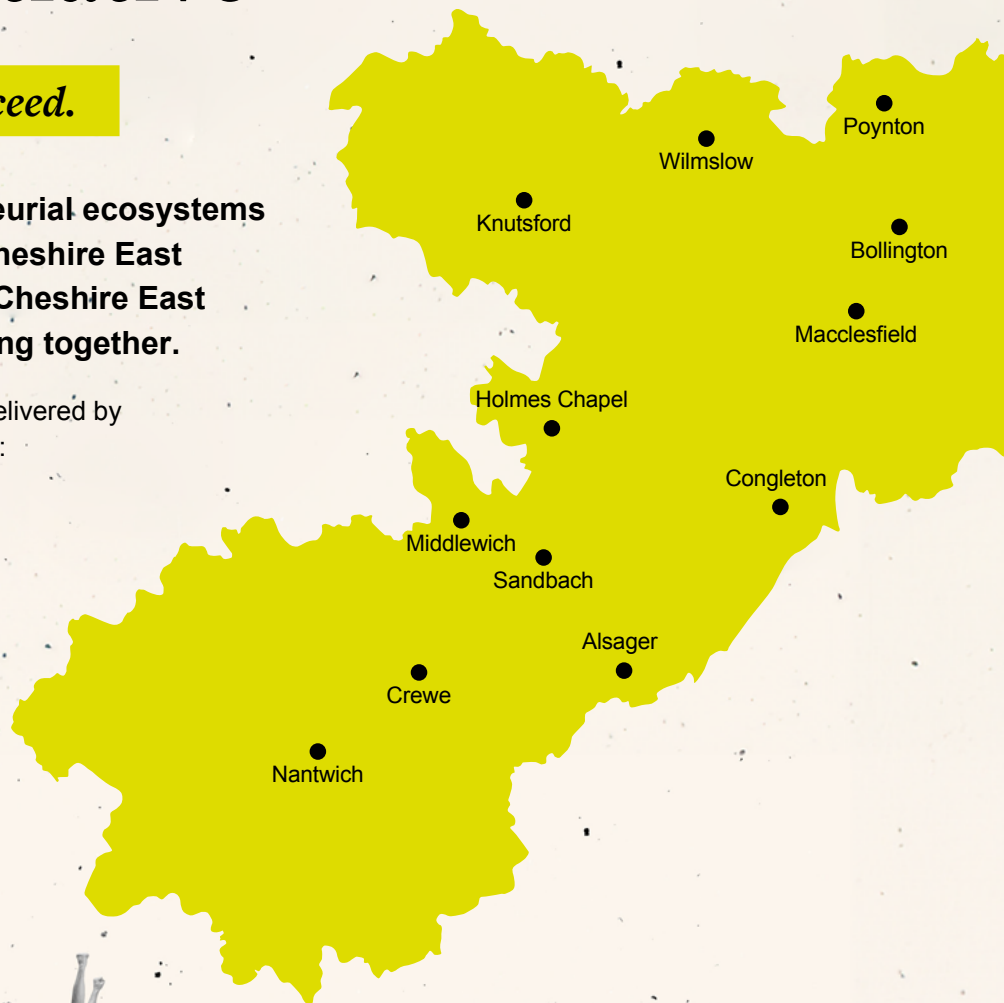 ceed.
eurial ecosystems
heshire East
Cheshire East
ng together.
elivered by
:
Poynton
Wilmslow
Knutsford
Bollington
Macclesfield
Holmes Chapel
Congleton
Middlewich
Sandbach
Alsager
Crewe
Nantwich